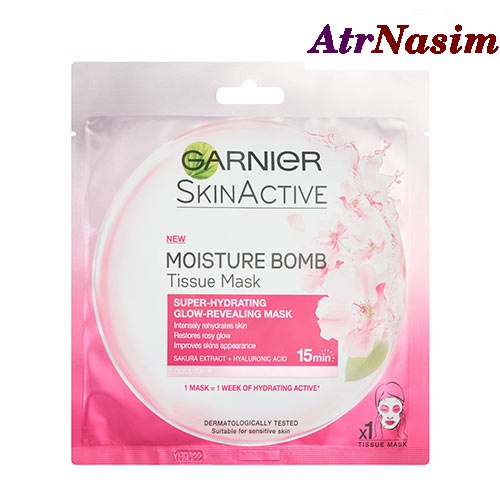 AtrNasim
GARNIER
SKINACTIVE
NEW
MOISTURE BOMB
Tissue Mask
SUPER-HYDRATING
GLOW-REVEALING MASK
Intensely rehydrates skin
Restores rosy glow
Improves skins appearance
SAKURA EXTRACT + HYALURONIC ACID
15min
DULL SKIN
1 MASK = 1 WEEK OF HYDRATING ACTIVE*
DERMATOLOGICALLY TESTED
Suitable for sensitive skin
x1
TISSUE MASK